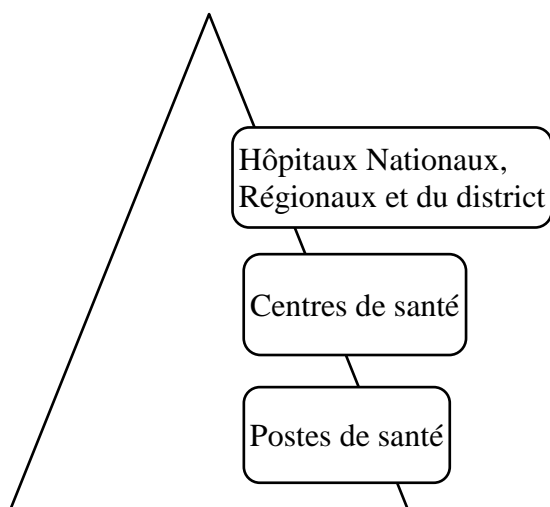 Hôpitaux Nationaux,
Régionaux et du district
Centres de santé
Postes de santé